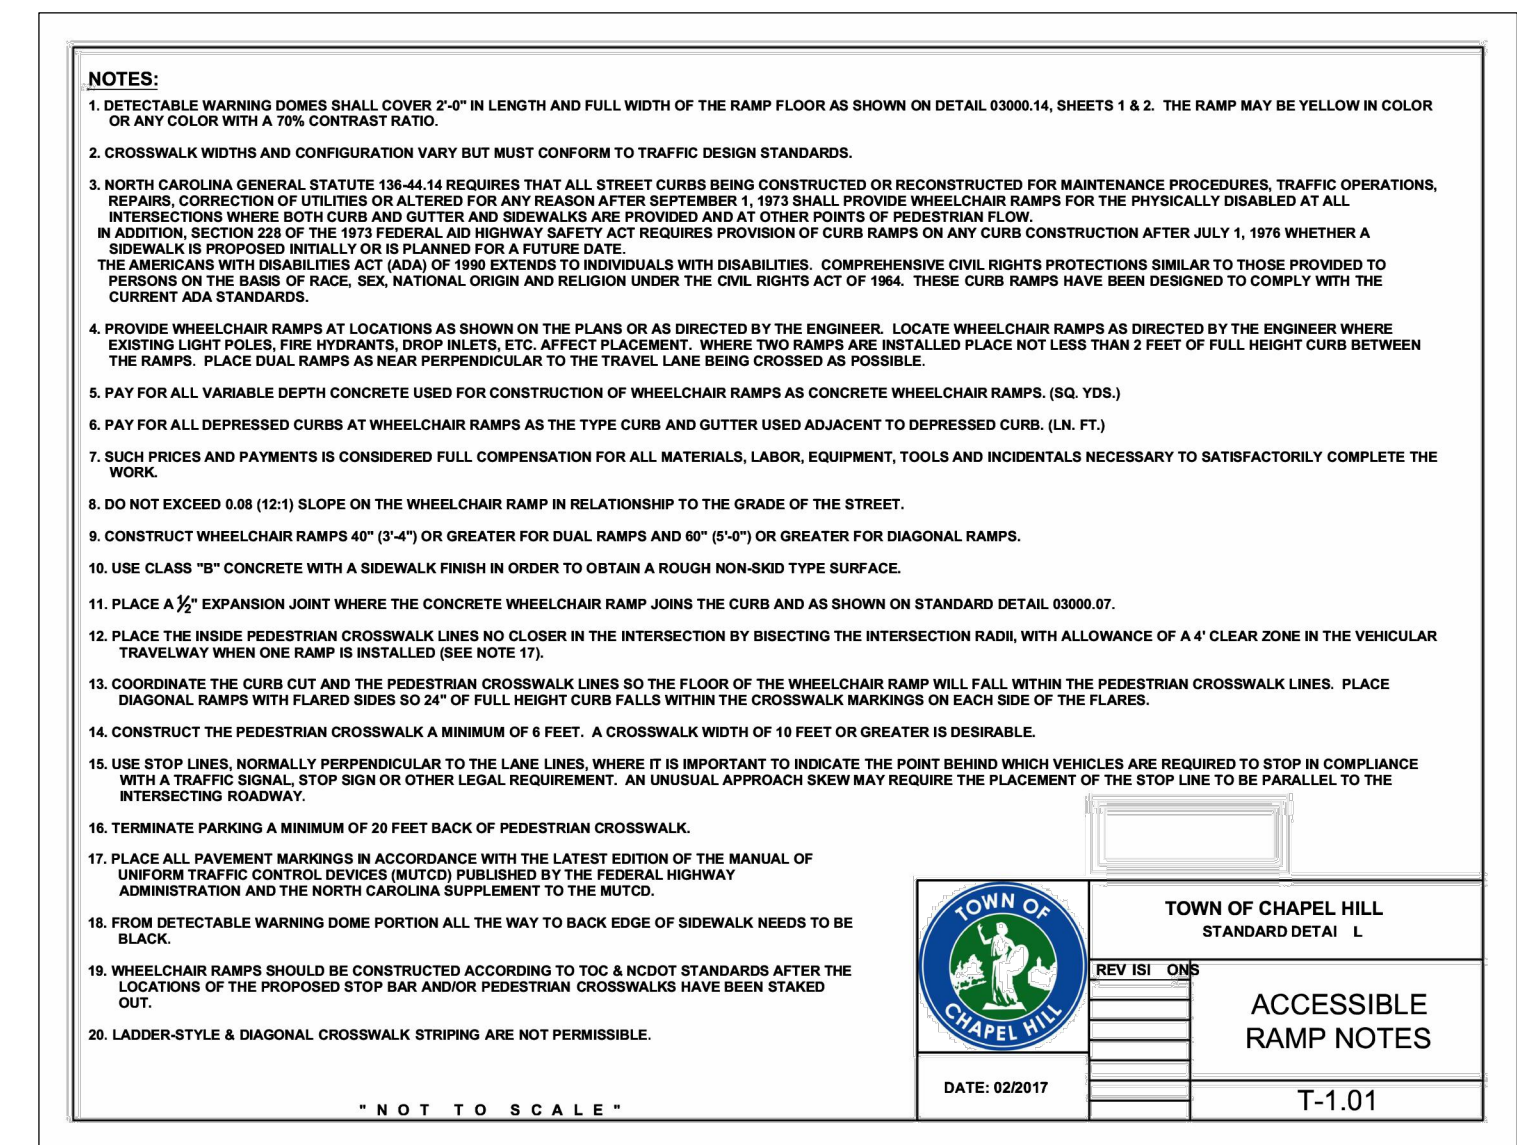 NOTES:
1. DETECTABLE WARNING DOMES SHALL COVER 2'-0" IN LENGTH AND FULL WIDTH OF THE RAMP FLOOR AS SHOWN ON DETAIL 03000.14, SHEETS 1 & 2. THE RAMP MAY BE YELLOW IN COLOR
OR ANY COLOR WITH A 70% CONTRAST RATIO.
2. CROSSWALK WIDTHS AND CONFIGURATION VARY BUT MUST CONFORM TO TRAFFIC DESIGN STANDARDS.
3. NORTH CAROLINA GENERAL STATUTE 136-44.14 REQUIRES THAT ALL STREET CURBS BEING CONSTRUCTED OR RECONSTRUCTED FOR MAINTENANCE PROCEDURES, TRAFFIC OPERATIONS,
REPAIRS, CORRECTION OF UTILITIES OR ALTERED FOR ANY REASON AFTER SEPTEMBER 1, 1973 SHALL PROVIDE WHEELCHAIR RAMPS FOR THE PHYSICALLY DISABLED AT ALL
INTERSECTIONS WHERE BOTH CURB AND GUTTER AND SIDEWALKS ARE PROVIDED AND AT OTHER POINTS OF PEDESTRIAN FLOW.
IN ADDITION, SECTION 228 OF THE 1973 FEDERAL AID HIGHWAY SAFETY ACT REQUIRES PROVISION OF CURB RAMPS ON ANY CURB CONSTRUCTION AFTER JULY 1, 1976 WHETHER A
SIDEWALK IS PROPOSED INITIALLY OR IS PLANNED FOR A FUTURE DATE.
THE AMERICANS WITH DISABILITIES ACT (ADA) OF 1990 EXTENDS TO INDIVIDUALS WITH DISABILITIES. COMPREHENSIVE CIVIL RIGHTS PROTECTIONS SIMILAR TO THOSE PROVIDED TO
PERSONS ON THE BASIS OF RACE, SEX, NATIONAL ORIGIN AND RELIGION UNDER THE CIVIL RIGHTS ACT OF 1964. THESE CURB RAMPS HAVE BEEN DESIGNED TO COMPLY WITH THE
CURRENT ADA STANDARDS.
4. PROVIDE WHEELCHAIR RAMPS AT LOCATIONS AS SHOWN ON THE PLANS OR AS DIRECTED BY THE ENGINEER. LOCATE WHEELCHAIR RAMPS AS DIRECTED BY THE ENGINEER WHERE
EXISTING LIGHT POLES, FIRE HYDRANTS, DROP INLETS, ETC. AFFECT PLACEMENT. WHERE TWO RAMPS ARE INSTALLED PLACE NOT LESS THAN 2 FEET OF FULL HEIGHT CURB BETWEEN
THE RAMPS. PLACE DUAL RAMPS AS NEAR PERPENDICULAR TO THE TRAVEL LANE BEING CROSSED AS POSSIBLE.
5. PAY FOR ALL VARIABLE DEPTH CONCRETE USED FOR CONSTRUCTION OF WHEELCHAIR RAMPS AS CONCRETE WHEELCHAIR RAMPS. (SQ. YDS.)
6. PAY FOR ALL DEPRESSED CURBS AT WHEELCHAIR RAMPS AS THE TYPE CURB AND GUTTER USED ADJACENT TO DEPRESSED CURB. (LN. FT.)
7. SUCH PRICES AND PAYMENTS IS CONSIDERED FULL COMPENSATION FOR ALL MATERIALS, LABOR, EQUIPMENT, TOOLS AND INCIDENTALS NECESSARY TO SATISFACTORILY COMPLETE THE
WORK.
8. DO NOT EXCEED 0.08 (12:1) SLOPE ON THE WHEELCHAIR RAMP IN RELATIONSHIP TO THE GRADE OF THE STREET.
9. CONSTRUCT WHEELCHAIR RAMPS 40" (3'-4") OR GREATER FOR DUAL RAMPS AND 60" (5'-0") OR GREATER FOR DIAGONAL RAMPS.
10. USE CLASS "B" CONCRETE WITH A SIDEWALK FINISH IN ORDER TO OBTAIN A ROUGH NON-SKID TYPE SURFACE.
11. PLACE A ½" EXPANSION JOINT WHERE THE CONCRETE WHEELCHAIR RAMP JOINS THE CURB AND AS SHOWN ON STANDARD DETAIL 03000.07.
12. PLACE THE INSIDE PEDESTRIAN CROSSWALK LINES NO CLOSER IN THE INTERSECTION BY BISECTING THE INTERSECTION RADII, WITH ALLOWANCE OF A 4' CLEAR ZONE IN THE VEHICULAR
TRAVELWAY WHEN ONE RAMP IS INSTALLED (SEE NOTE 17).
13. COORDINATE THE CURB CUT AND THE PEDESTRIAN CROSSWALK LINES SO THE FLOOR OF THE WHEELCHAIR RAMP WILL FALL WITHIN THE PEDESTRIAN CROSSWALK LINES. PLACE
DIAGONAL RAMPS WITH FLARED SIDES SO 24" OF FULL HEIGHT CURB FALLS WITHIN THE CROSSWALK MARKINGS ON EACH SIDE OF THE FLARES.
14. CONSTRUCT THE PEDESTRIAN CROSSWALK A MINIMUM OF 6 FEET. A CROSSWALK WIDTH OF 10 FEET OR GREATER IS DESIRABLE.
15. USE STOP LINES, NORMALLY PERPENDICULAR TO THE LANE LINES, WHERE IT IS IMPORTANT TO INDICATE THE POINT BEHIND WHICH VEHICLES ARE REQUIRED TO STOP IN COMPLIANCE
WITH A TRAFFIC SIGNAL, STOP SIGN OR OTHER LEGAL REQUIREMENT. AN UNUSUAL APPROACH SKEW MAY REQUIRE THE PLACEMENT OF THE STOP LINE TO BE PARALLEL TO THE
INTERSECTING ROADWAY.
16. TERMINATE PARKING A MINIMUM OF 20 FEET BACK OF PEDESTRIAN CROSSWALK.
17. PLACE ALL PAVEMENT MARKINGS IN ACCORDANCE WITH THE LATEST EDITION OF THE MANUAL OF
UNIFORM TRAFFIC CONTROL DEVICES (MUTCD) PUBLISHED BY THE FEDERAL HIGHWAY
ADMINISTRATION AND THE NORTH CAROLINA SUPPLEMENT TO THE MUTCD.
18. FROM DETECTABLE WARNING DOME PORTION ALL THE WAY TO BACK EDGE OF SIDEWALK NEEDS TO BE
BLACK.
19. WHEELCHAIR RAMPS SHOULD BE CONSTRUCTED ACCORDING TO TOC & NCDOT STANDARDS AFTER THE
LOCATIONS OF THE PROPOSED STOP BAR AND/OR PEDESTRIAN CROSSWALKS HAVE BEEN STAKED
OUT.
20. LADDER-STYLE & DIAGONAL CROSSWALK STRIPING ARE NOT PERMISSIBLE.
"NOT TO SCALE"
TOWN OF
CHAPEL HILL
DATE: 02/2017
TOWN OF CHAPEL HILL
STANDARD DETAI L
REV ISI ONS
ACCESSIBLE
RAMP NOTES
T-1.01